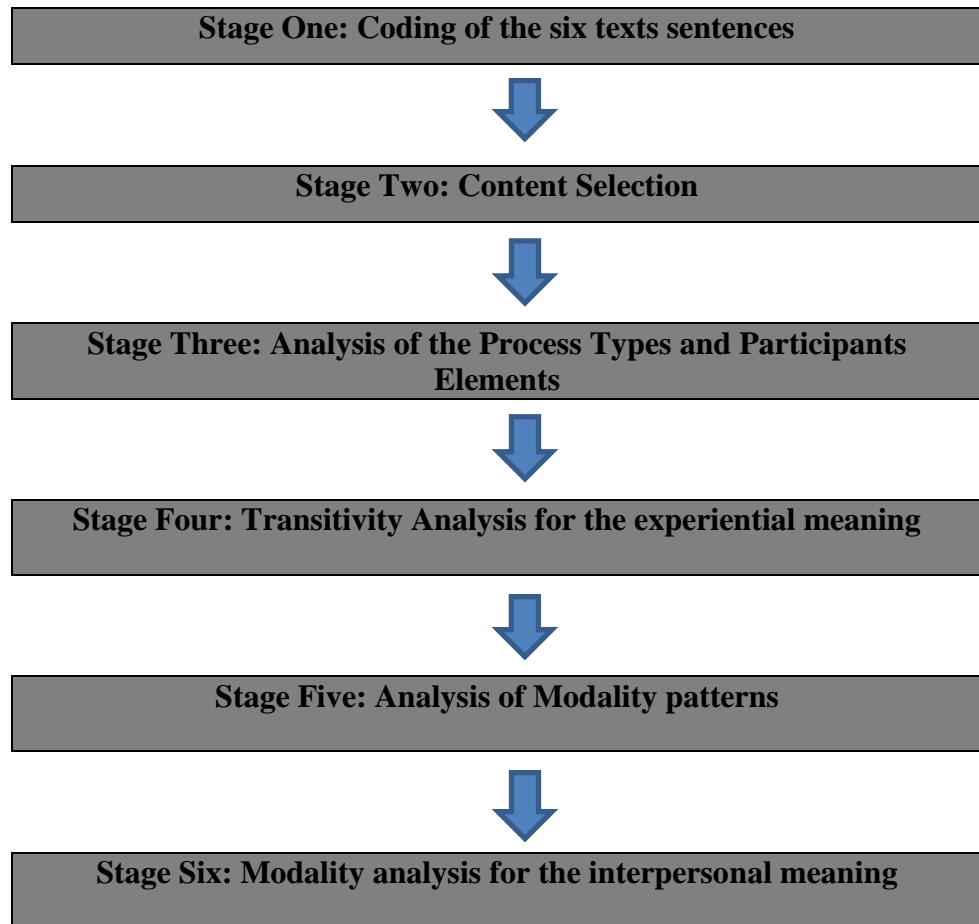 Stage One: Coding of the six texts sentences
Stage Two: Content Selection
Stage Three: Analysis of the Process Types and Participants
Elements
Stage Four: Transitivity Analysis for the experiential meaning
Stage Five: Analysis of Modality patterns
Stage Six: Modality analysis for the interpersonal meaning